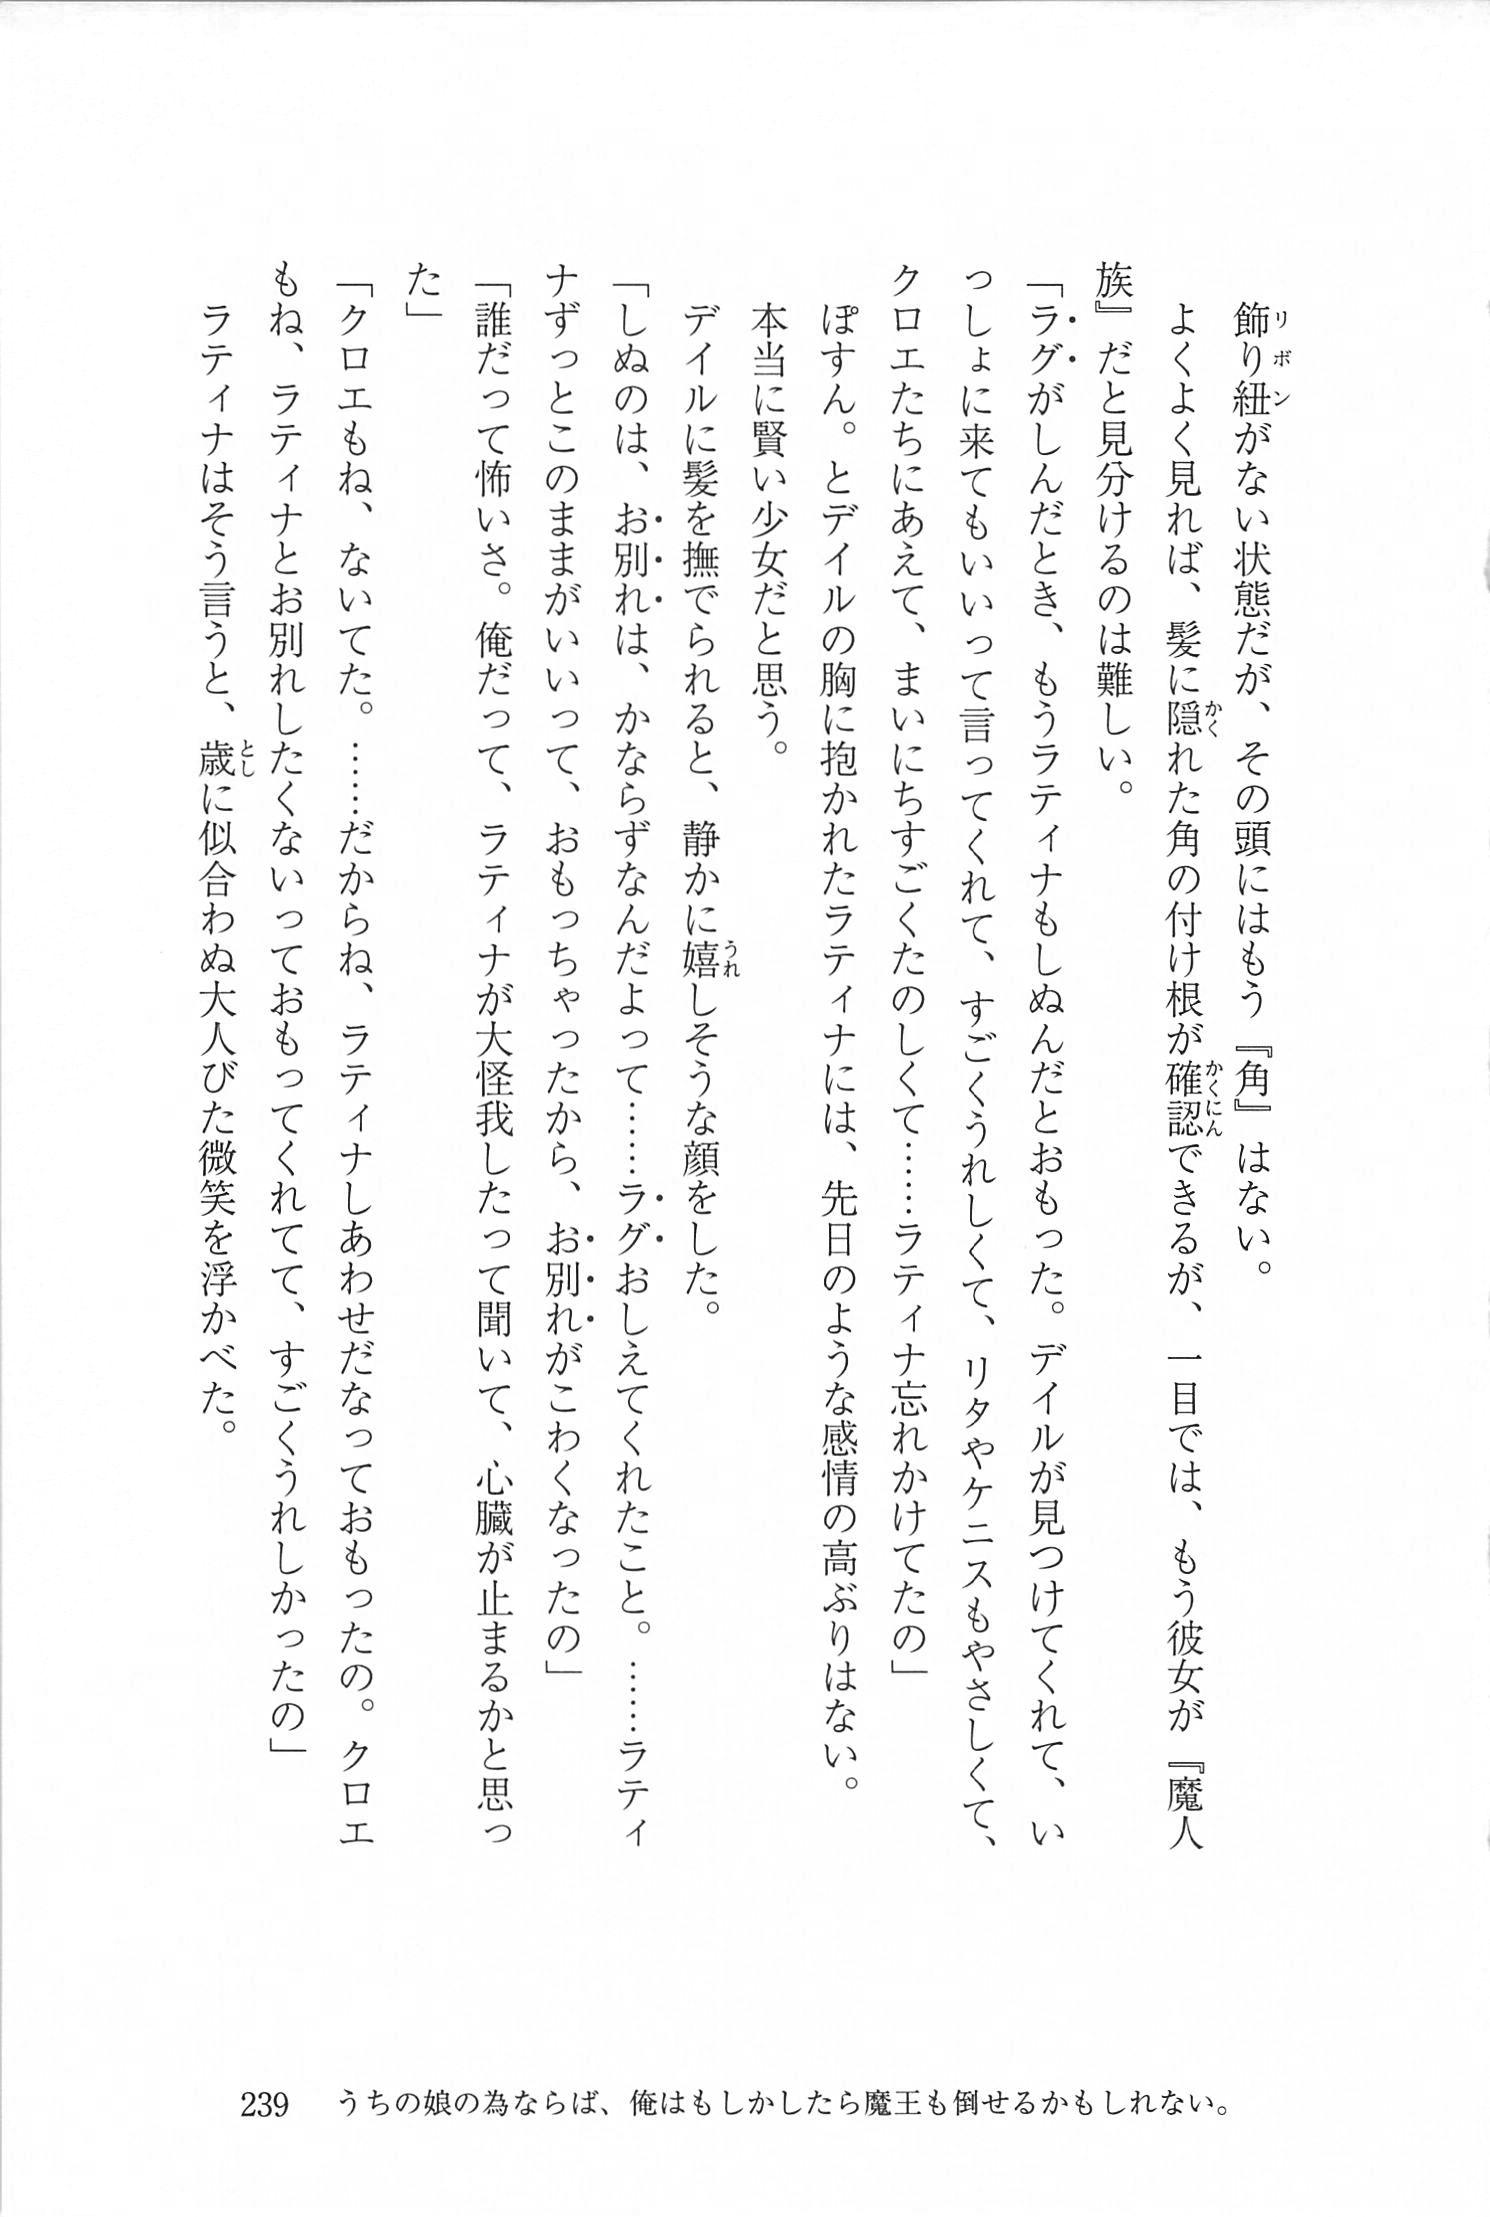 飾り紐がない状態だが、その頭にはもう『角』はない。
よくよく見れば、髪に隠れた角の付け根が確認できるが、一目では、もう彼女が『魔人
族』だと見分けるのは難しい。
「ラグがしんだとき、もうラティナもしぬんだとおもった。デイルが見つけてくれて、い
っしょに来てもいいって言ってくれて、すごくうれしくて、リタやケニスもやさしくて、
クロエたちにあえて、まいにちすごくたのしくて……ラティナ忘れかけてたの」
ぽすん。とデイルの胸に抱かれたラティナには、先日のような感情の高ぶりはない。
本当に賢い少女だと思う。
デイルに髪を撫でられると、静かに嬉しそうな顔をした。
「しぬのは、お別れは、かならずなんだよって……ラグおしえてくれたこと。……ラティ
ナずっとこのままがいいって、おもっちゃったから、お別れがこわくなったの」
「誰だって怖いさ。俺だって、ラティナが大怪我したって聞いて、心臓が止まるかと思っ
た」
「クロエもね、ないてた。……だからね、ラティナしあわせだなっておもったの。クロエ
もね、ラティナとお別れしたくないっておもってくれてて、すごくうれしかったの」
ラティナはそう言うと、歳に似合わぬ大人びた微笑を浮かべた。
239 うちの娘の為ならば、俺はもしかしたら魔王も倒せるかもしれない。